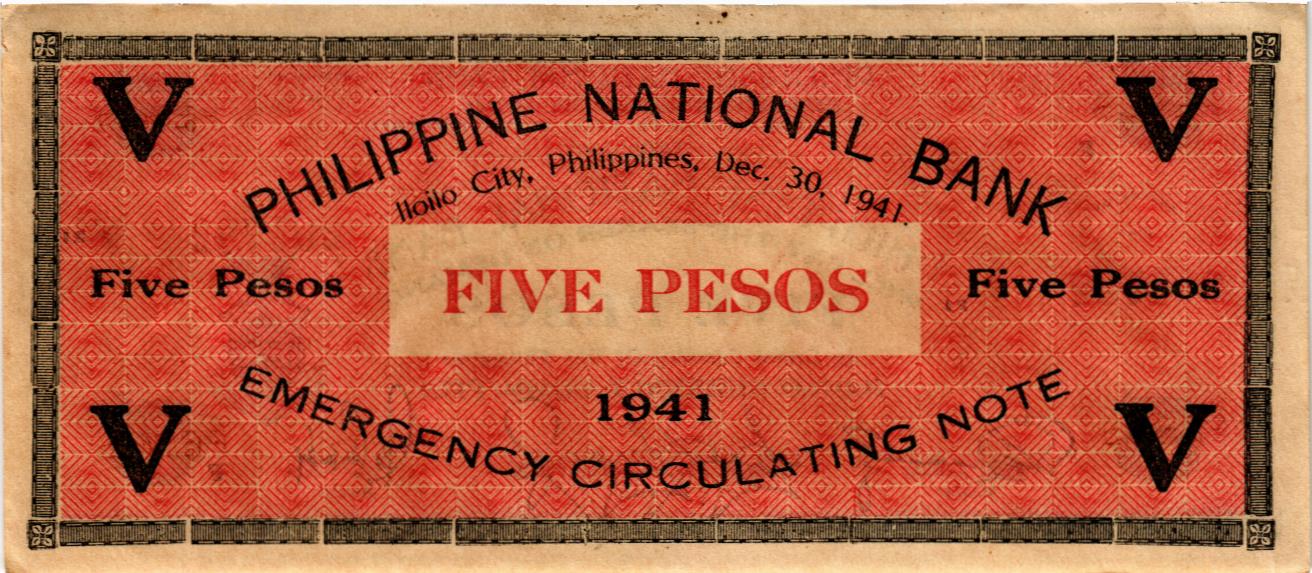 V V
PHILIPPINE NATIONAL BANK
Iloilo City, Philippines, Dec. 30, 1941.
Five Pesos FIVE PESOS Five Pesos
1941
EMERGENCY CIRCULATING NOTE
V V